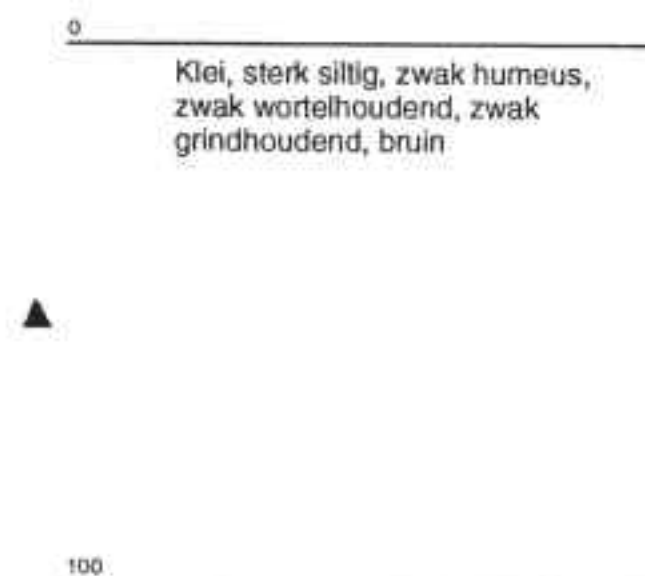 0
Klei, sterk siltig, zwak humeus,
zwak wortelhoudend, zwak
grindhoudend, bruin
100